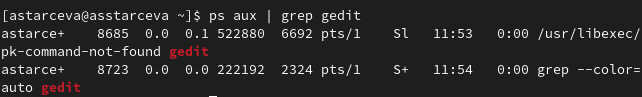 [astarceva@asstarceva ~]$ ps aux | grep gedit
astarce+    8685  0.0  0.1 522880  6692 pts/1    Sl   11:53   0:00 /usr/libexec/
pk-command-not-found gedit
astarce+    8723  0.0  0.0 222192  2324 pts/1    S+   11:54   0:00 grep --color=
auto gedit